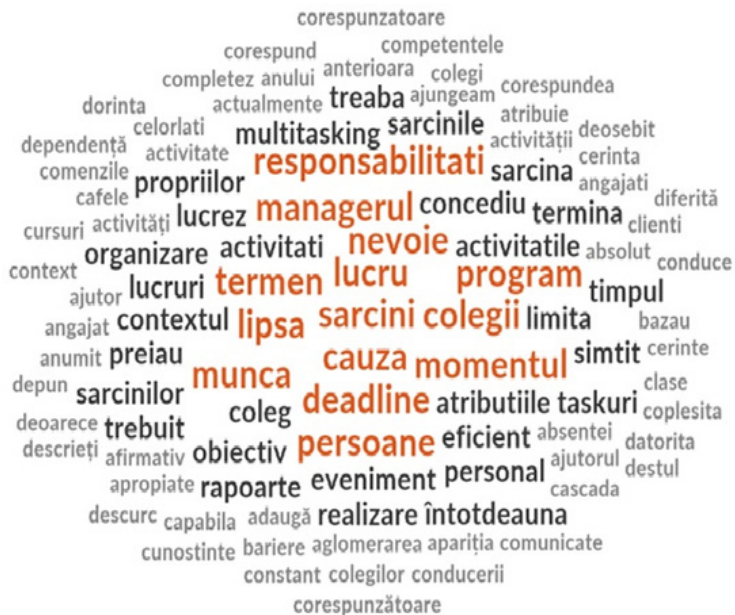 corespunzatoare
corespund competentele
completez anului anterioara colegi
dorinta actualmente treaba ajungeam corespundea
celorlati multitasking sarcinile atribuie
dependență activitate activității deosebit
comenzile responsabilitati sarcina cerinta
cafele propriilor angajati
cursuri activități lucrez managerul concediu termina diferită
clienti
organizare activitati nevoie activitatile absolut conduce
context lucruri termen lucru program timpul
ajutor
angajat contextul lipsa sarcini colegii limita bazau
anumit preiau cauza momentul simtit cerinte
depun sarcinilor munca clase
coleg deadline atributiile taskuri coplesita
deoarece trebuit
descrieți afirmativ obiectiv persoane eficient absentei datorita
apropiate rapoarte eveniment personal ajutorul destul
cascada
descurc capabila adaugă realizare întotdeauna
cunostinte bariere aglomerarea apariția comunicate
constant colegilor conducerii
corespunzătoare